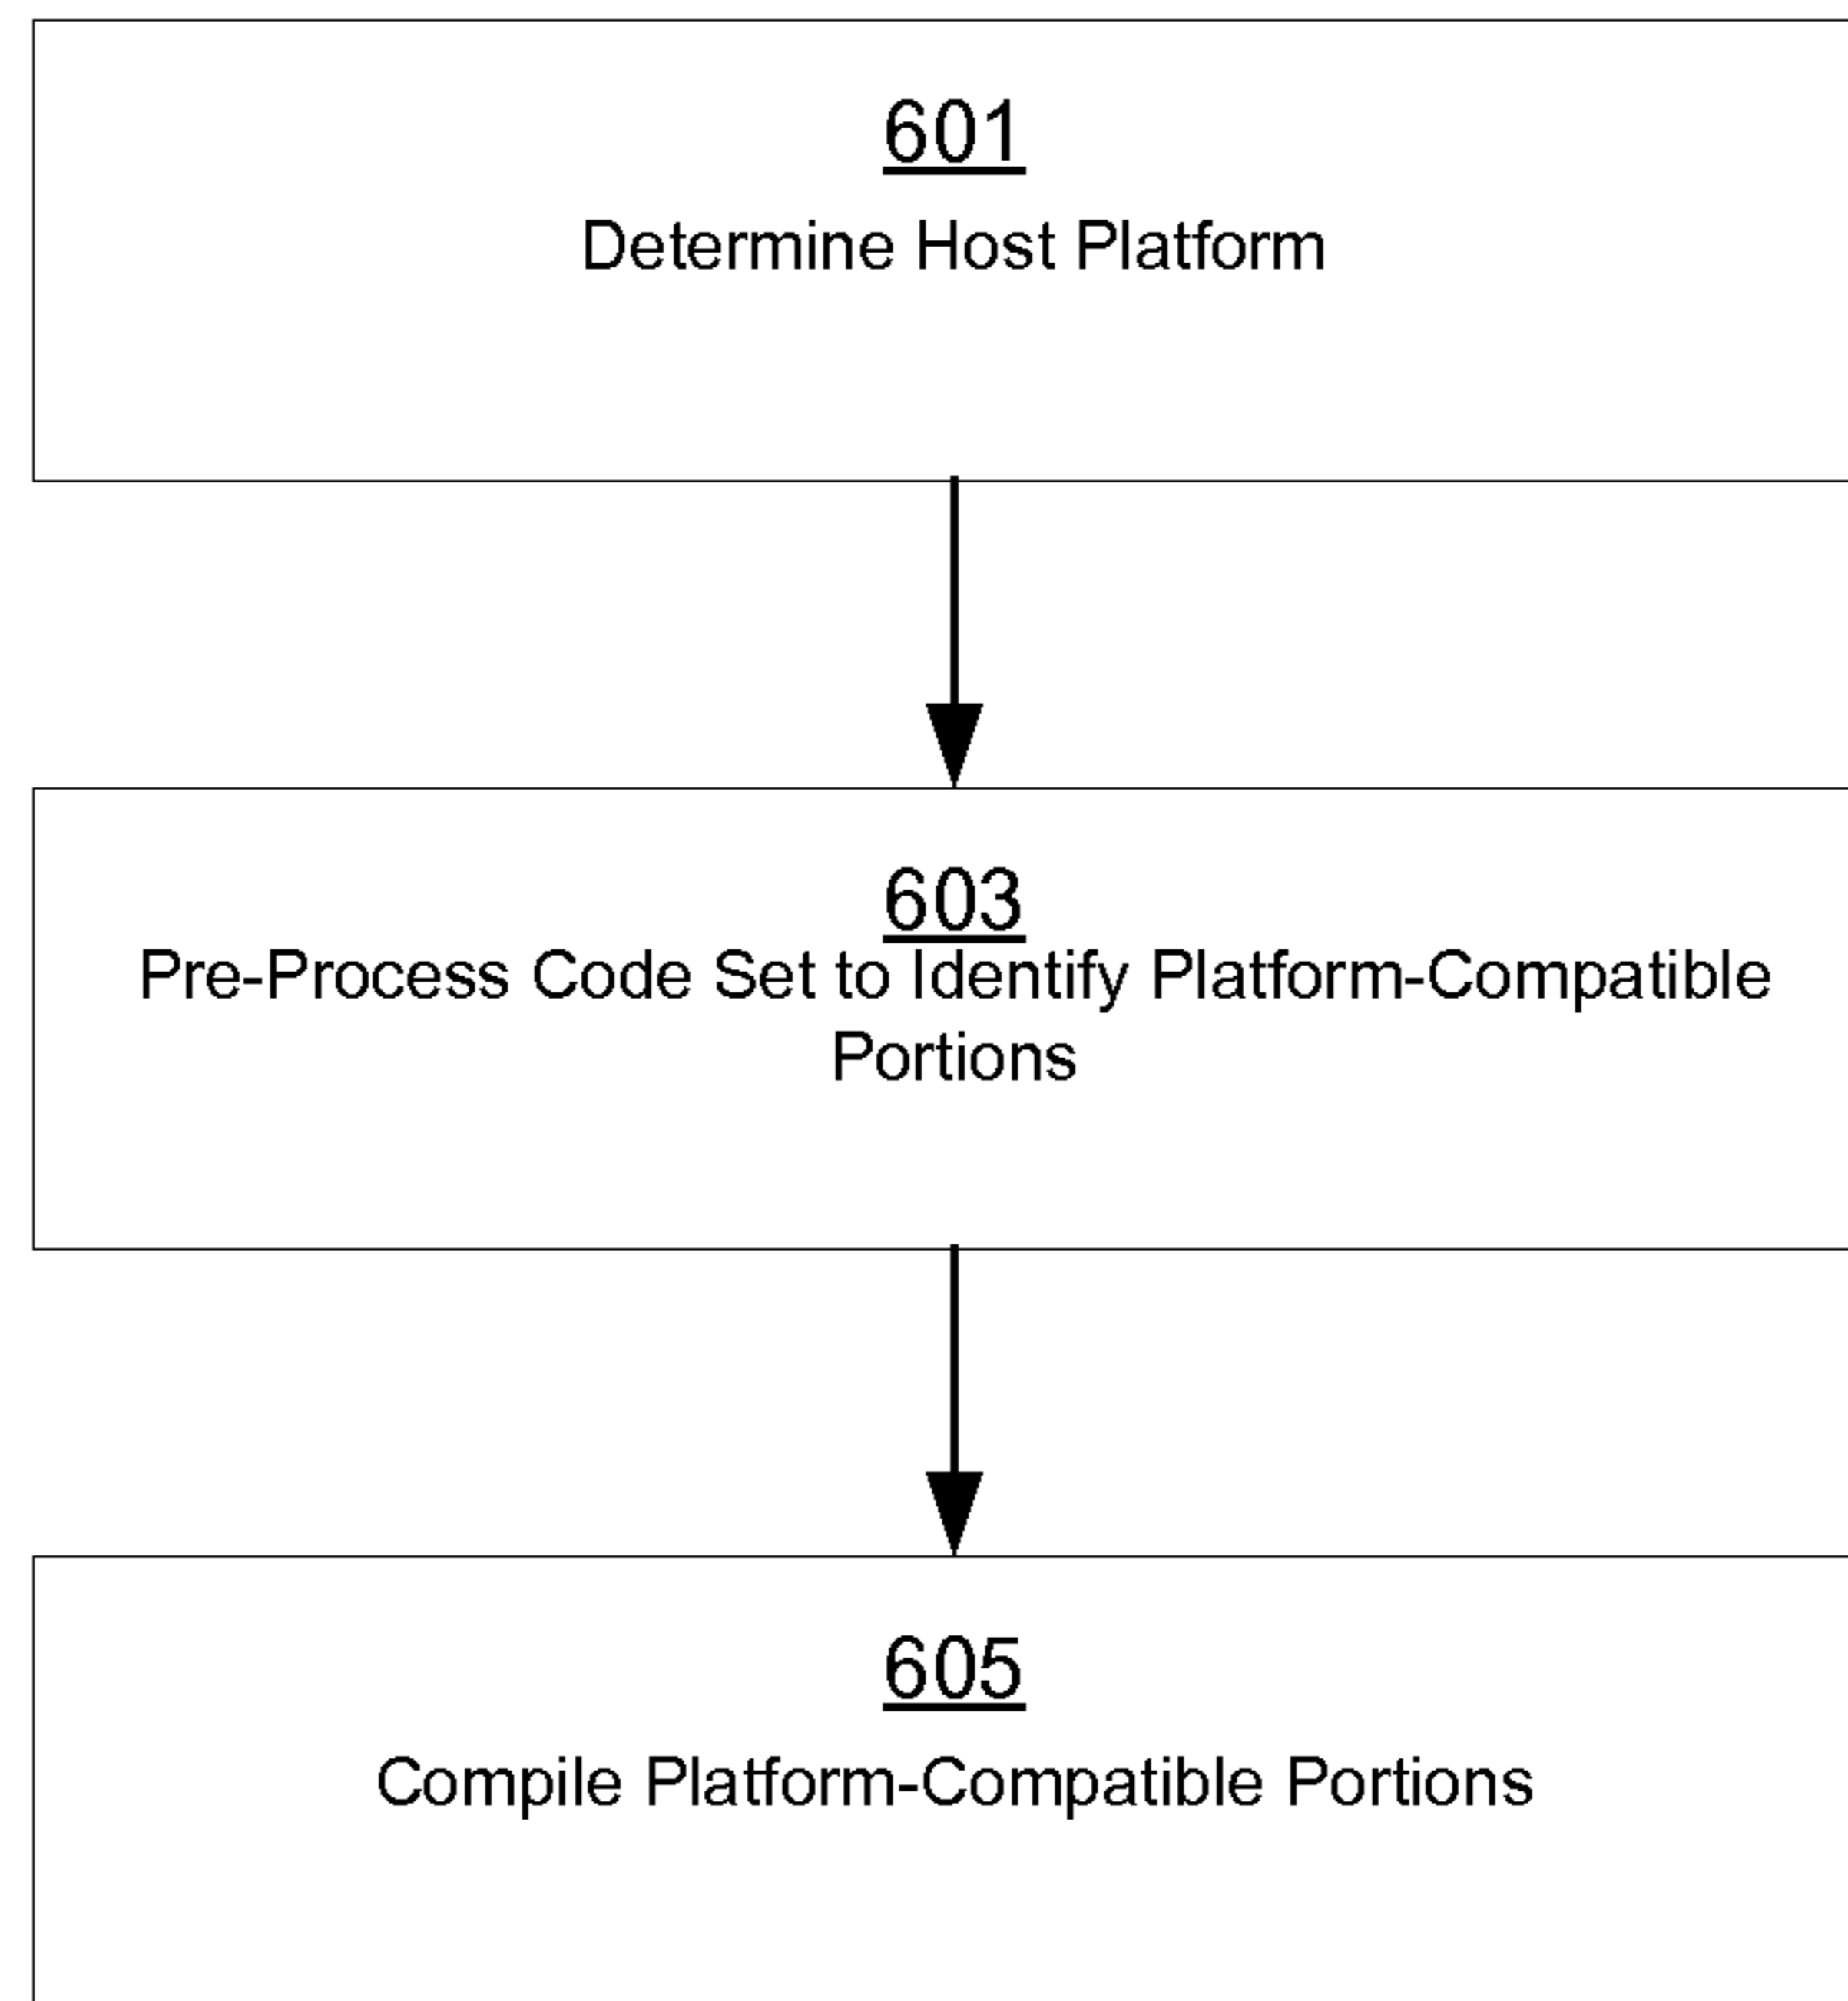 601
Determine Host Platform
603
Pre-Process Code Set to Identify Platform-Compatible
Portions
605
Compile Platform-Compatible Portions